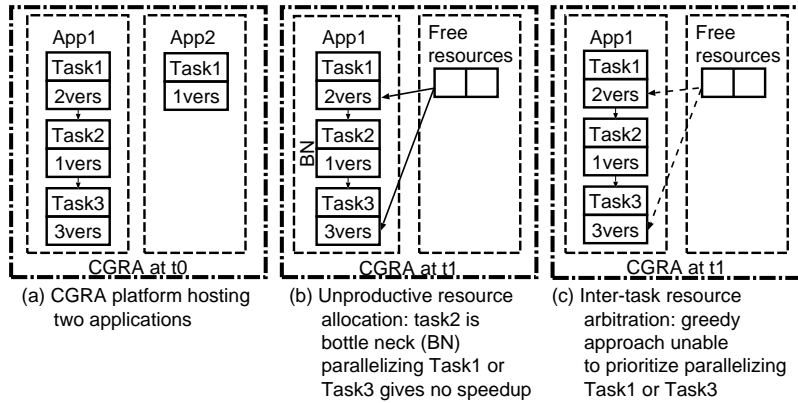 App1
Task1
2vers
Task2
1vers
Task3
3vers
App2
Task1
1vers
CGRA at t0
(a) CGRA platform hosting
two applications
App1
Task1
2vers
BN
Task2
1vers
Task3
3vers
Free
resources
CGRA at t1
(b) Unproductive resource
allocation: task2 is
bottle neck (BN)
parallelizing Task1 or
Task3 gives no speedup
App1
Task1
2vers
Task2
1vers
Task3
3vers
Free
resources
CGRA at t1
(c) Inter-task resource
arbitration: greedy
approach unable
to prioritize parallelizing
Task1 or Task3